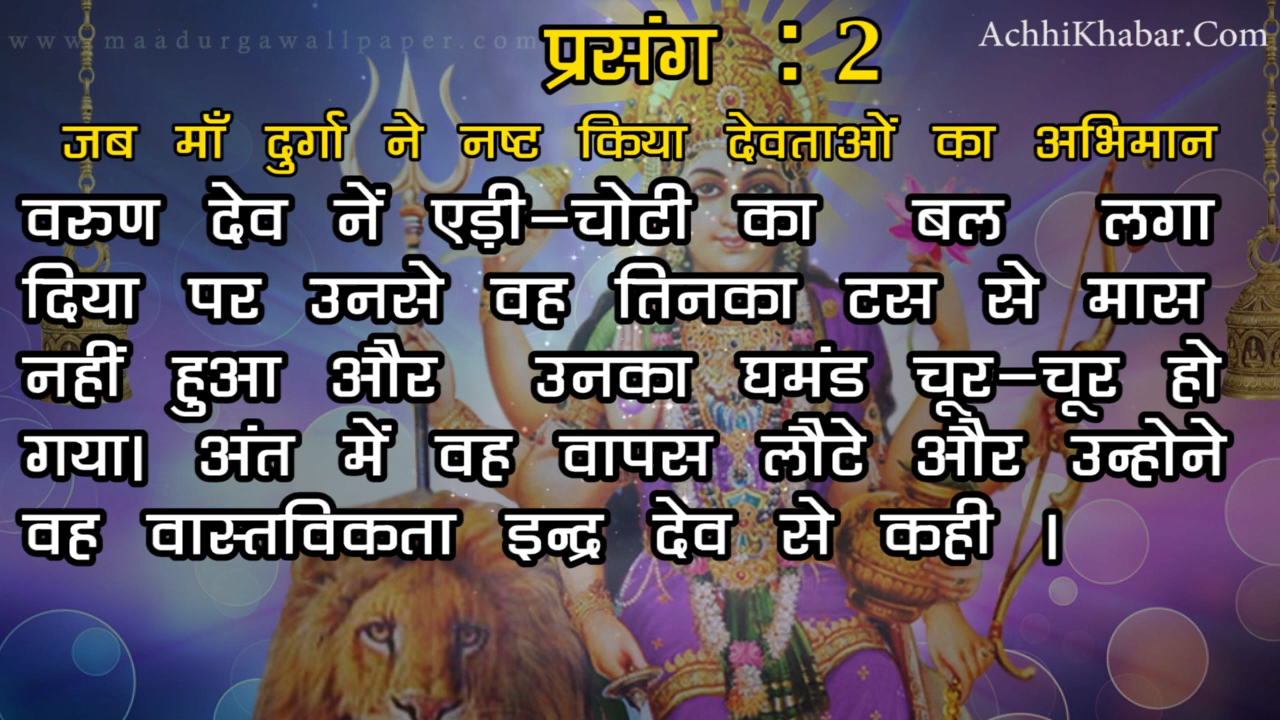 www.maadurgawallpaper.com
प्रसंग : 2
AchhiKhabar.Com
जब माँ दुर्गा ने नष्ट किया देवताओं का अभिमान
वरुण देव नें एड़ी-चोटी का बल लगा
दिया पर उनसे वह तिनका टस से मास
नहीं हुआ और उनका घमंड चूर-चूर हो
गया। अंत में वह वापस लौटे और उन्होने
वह वास्तविकता इन्द्र देव से कही ।